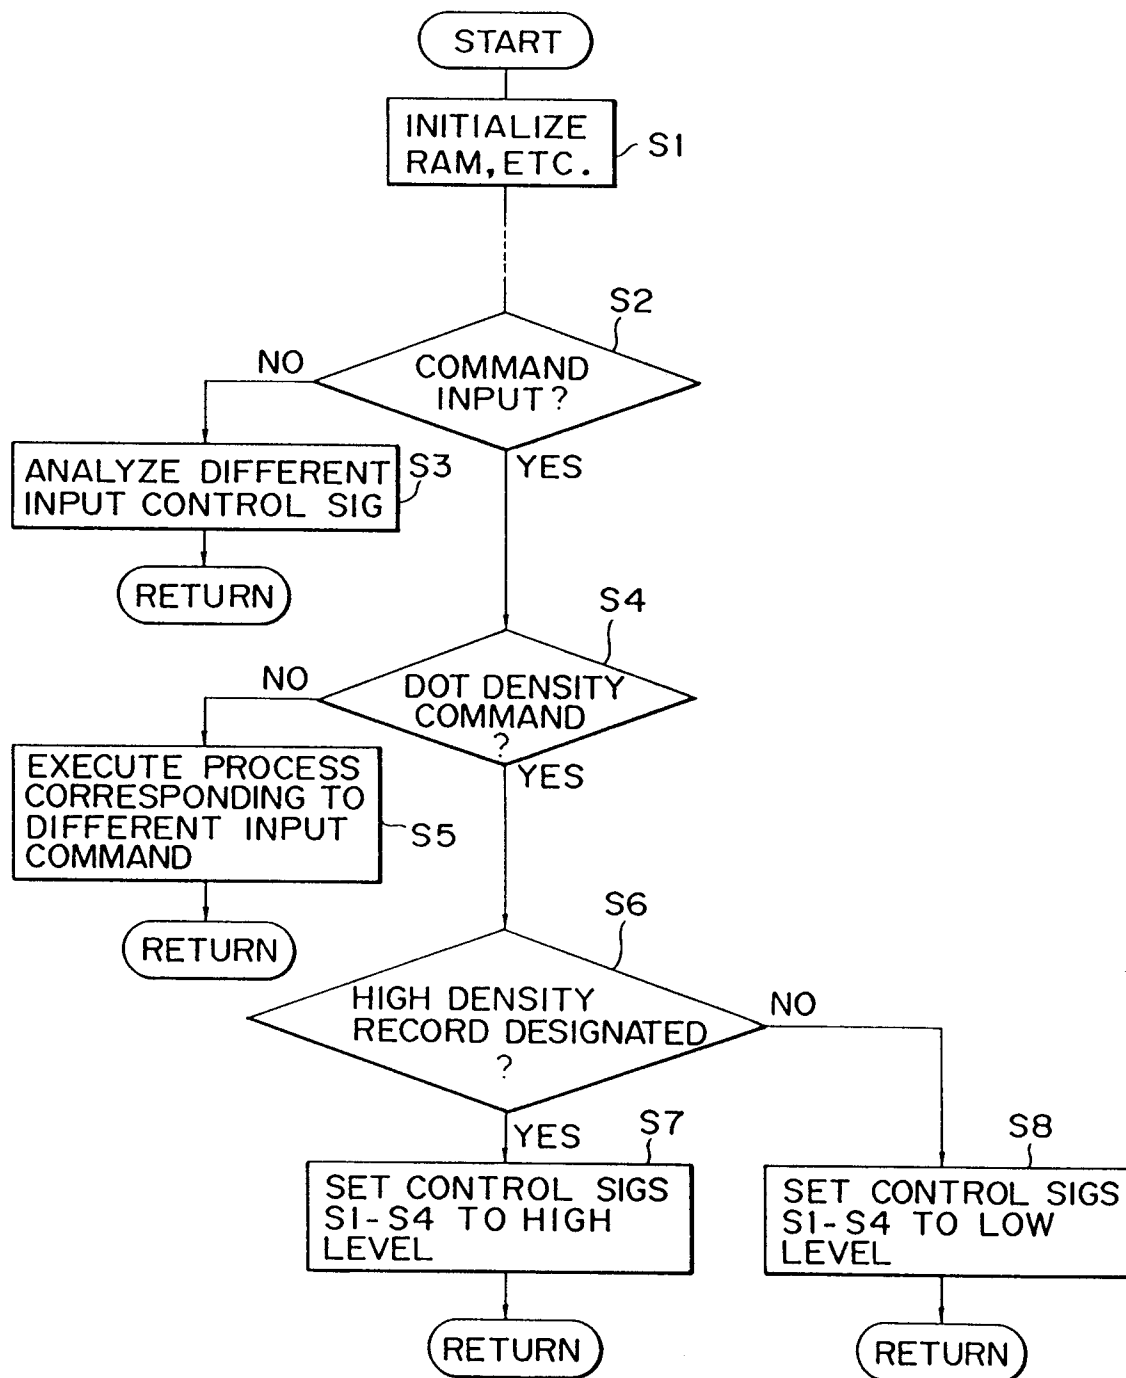 START
INITIALIZE
RAM, ETC.
S1
S2
COMMAND
INPUT?
NO
YES
ANALYZE DIFFERENT
INPUT CONTROL SIG
S3
RETURN
S4
DOT DENSITY
COMMAND
?
NO
YES
EXECUTE PROCESS
CORRESPONDING TO
DIFFERENT INPUT
COMMAND
S5
RETURN
S6
HIGH DENSITY
RECORD DESIGNATED
?
NO
YES
S7
SET CONTROL SIGS
S1-S4 TO HIGH
LEVEL
RETURN
S8
SET CONTROL SIGS
S1-S4 TO LOW
LEVEL
RETURN